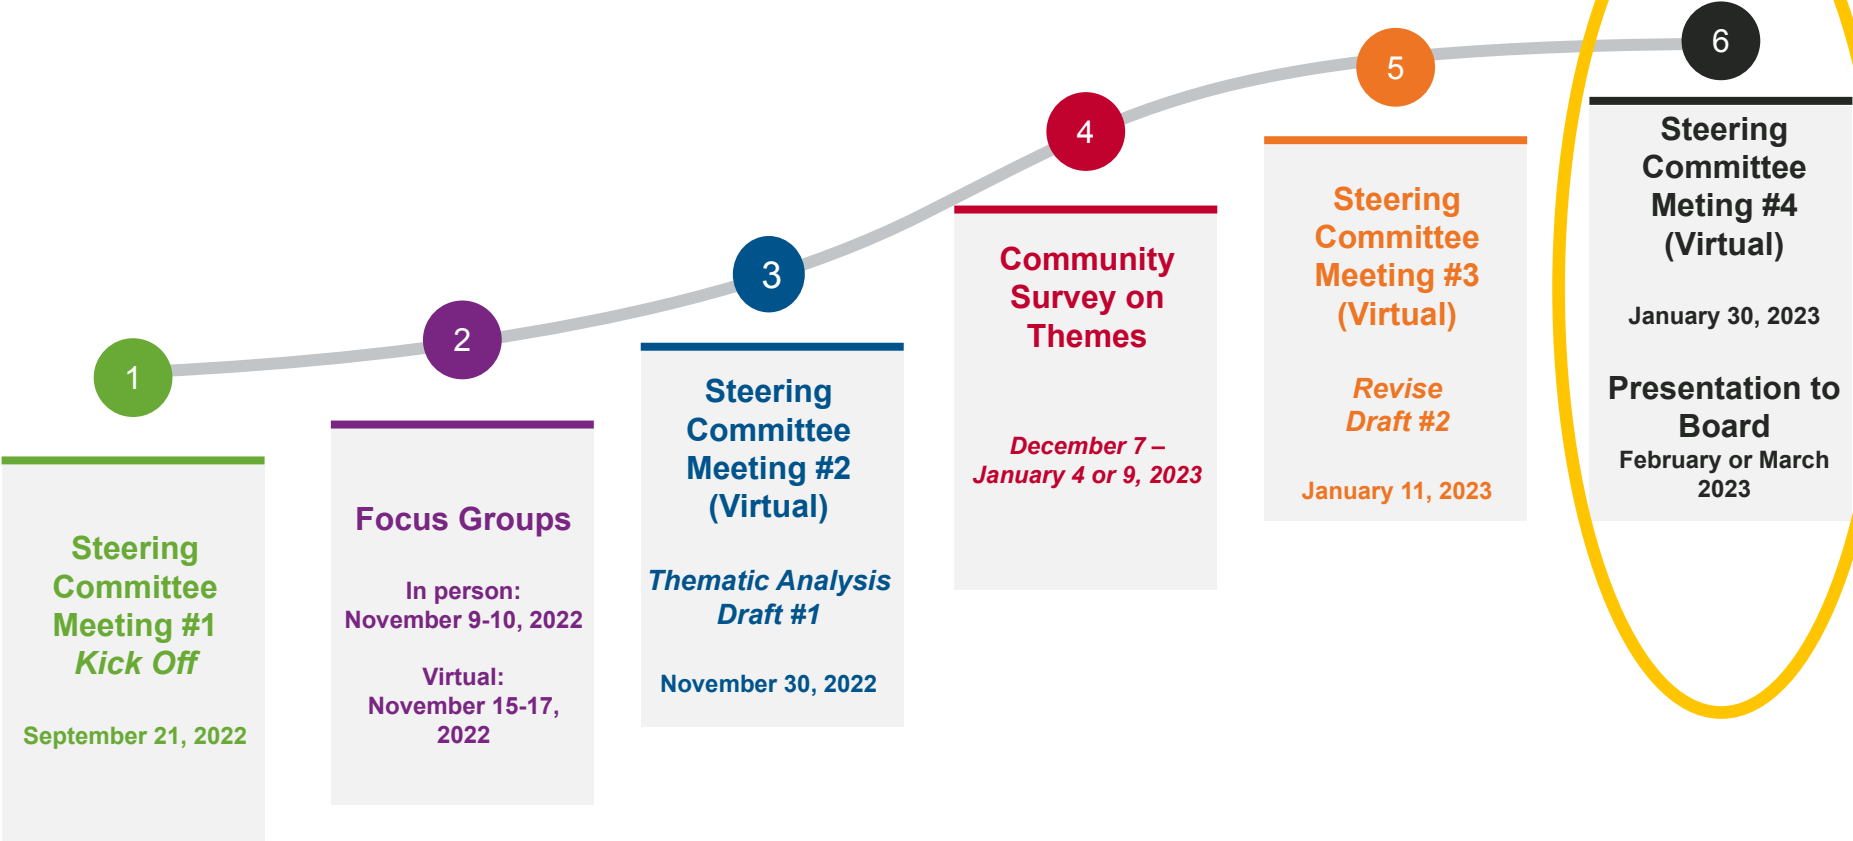 1
Steering
Committee
Meeting #1
Kick Off
September 21, 2022
2
Focus Groups
In person:
November 9-10, 2022
Virtual:
November 15-17,
2022
3
Steering
Committee
Meeting #2
(Virtual)
Thematic Analysis
Draft #1
November 30, 2022
4
Community
Survey on
Themes
December 7 –
January 4 or 9, 2023
5
Steering
Committee
Meeting #3
(Virtual)
Revise
Draft #2
January 11, 2023
6
Steering
Committee
Meting #4
(Virtual)
January 30, 2023
Presentation to
Board
February or March
2023